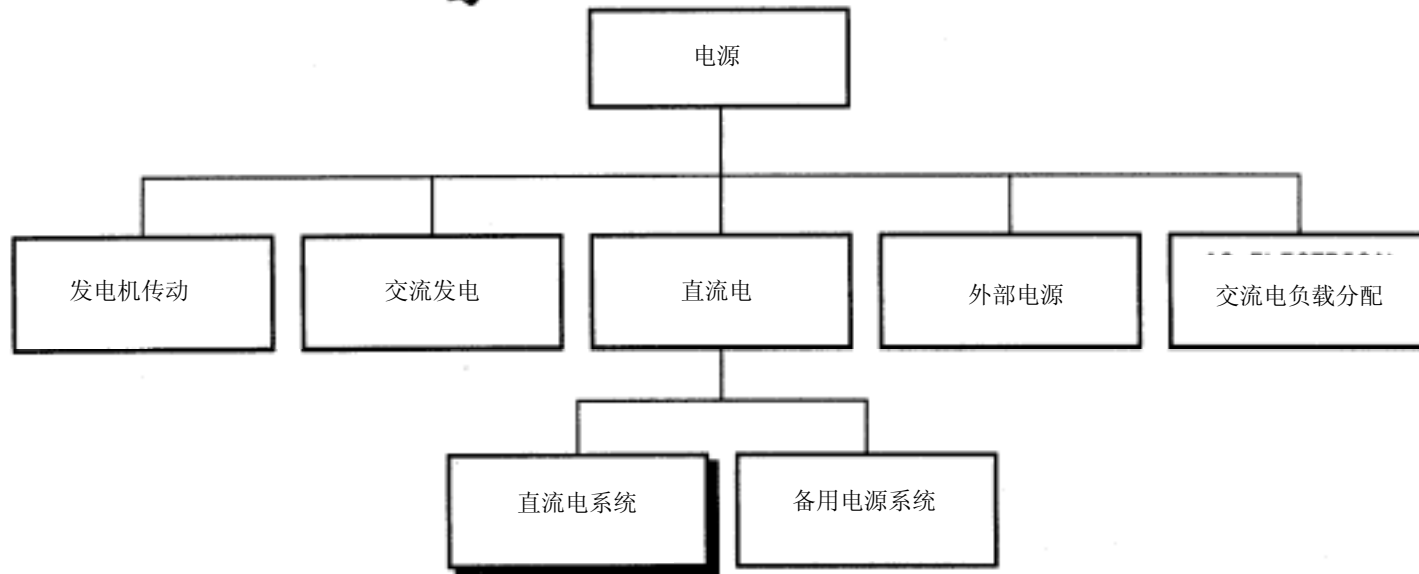 电源
发电机传动
交流发电
直流电
外部电源
交流电负载分配
直流电系统
备用电源系统